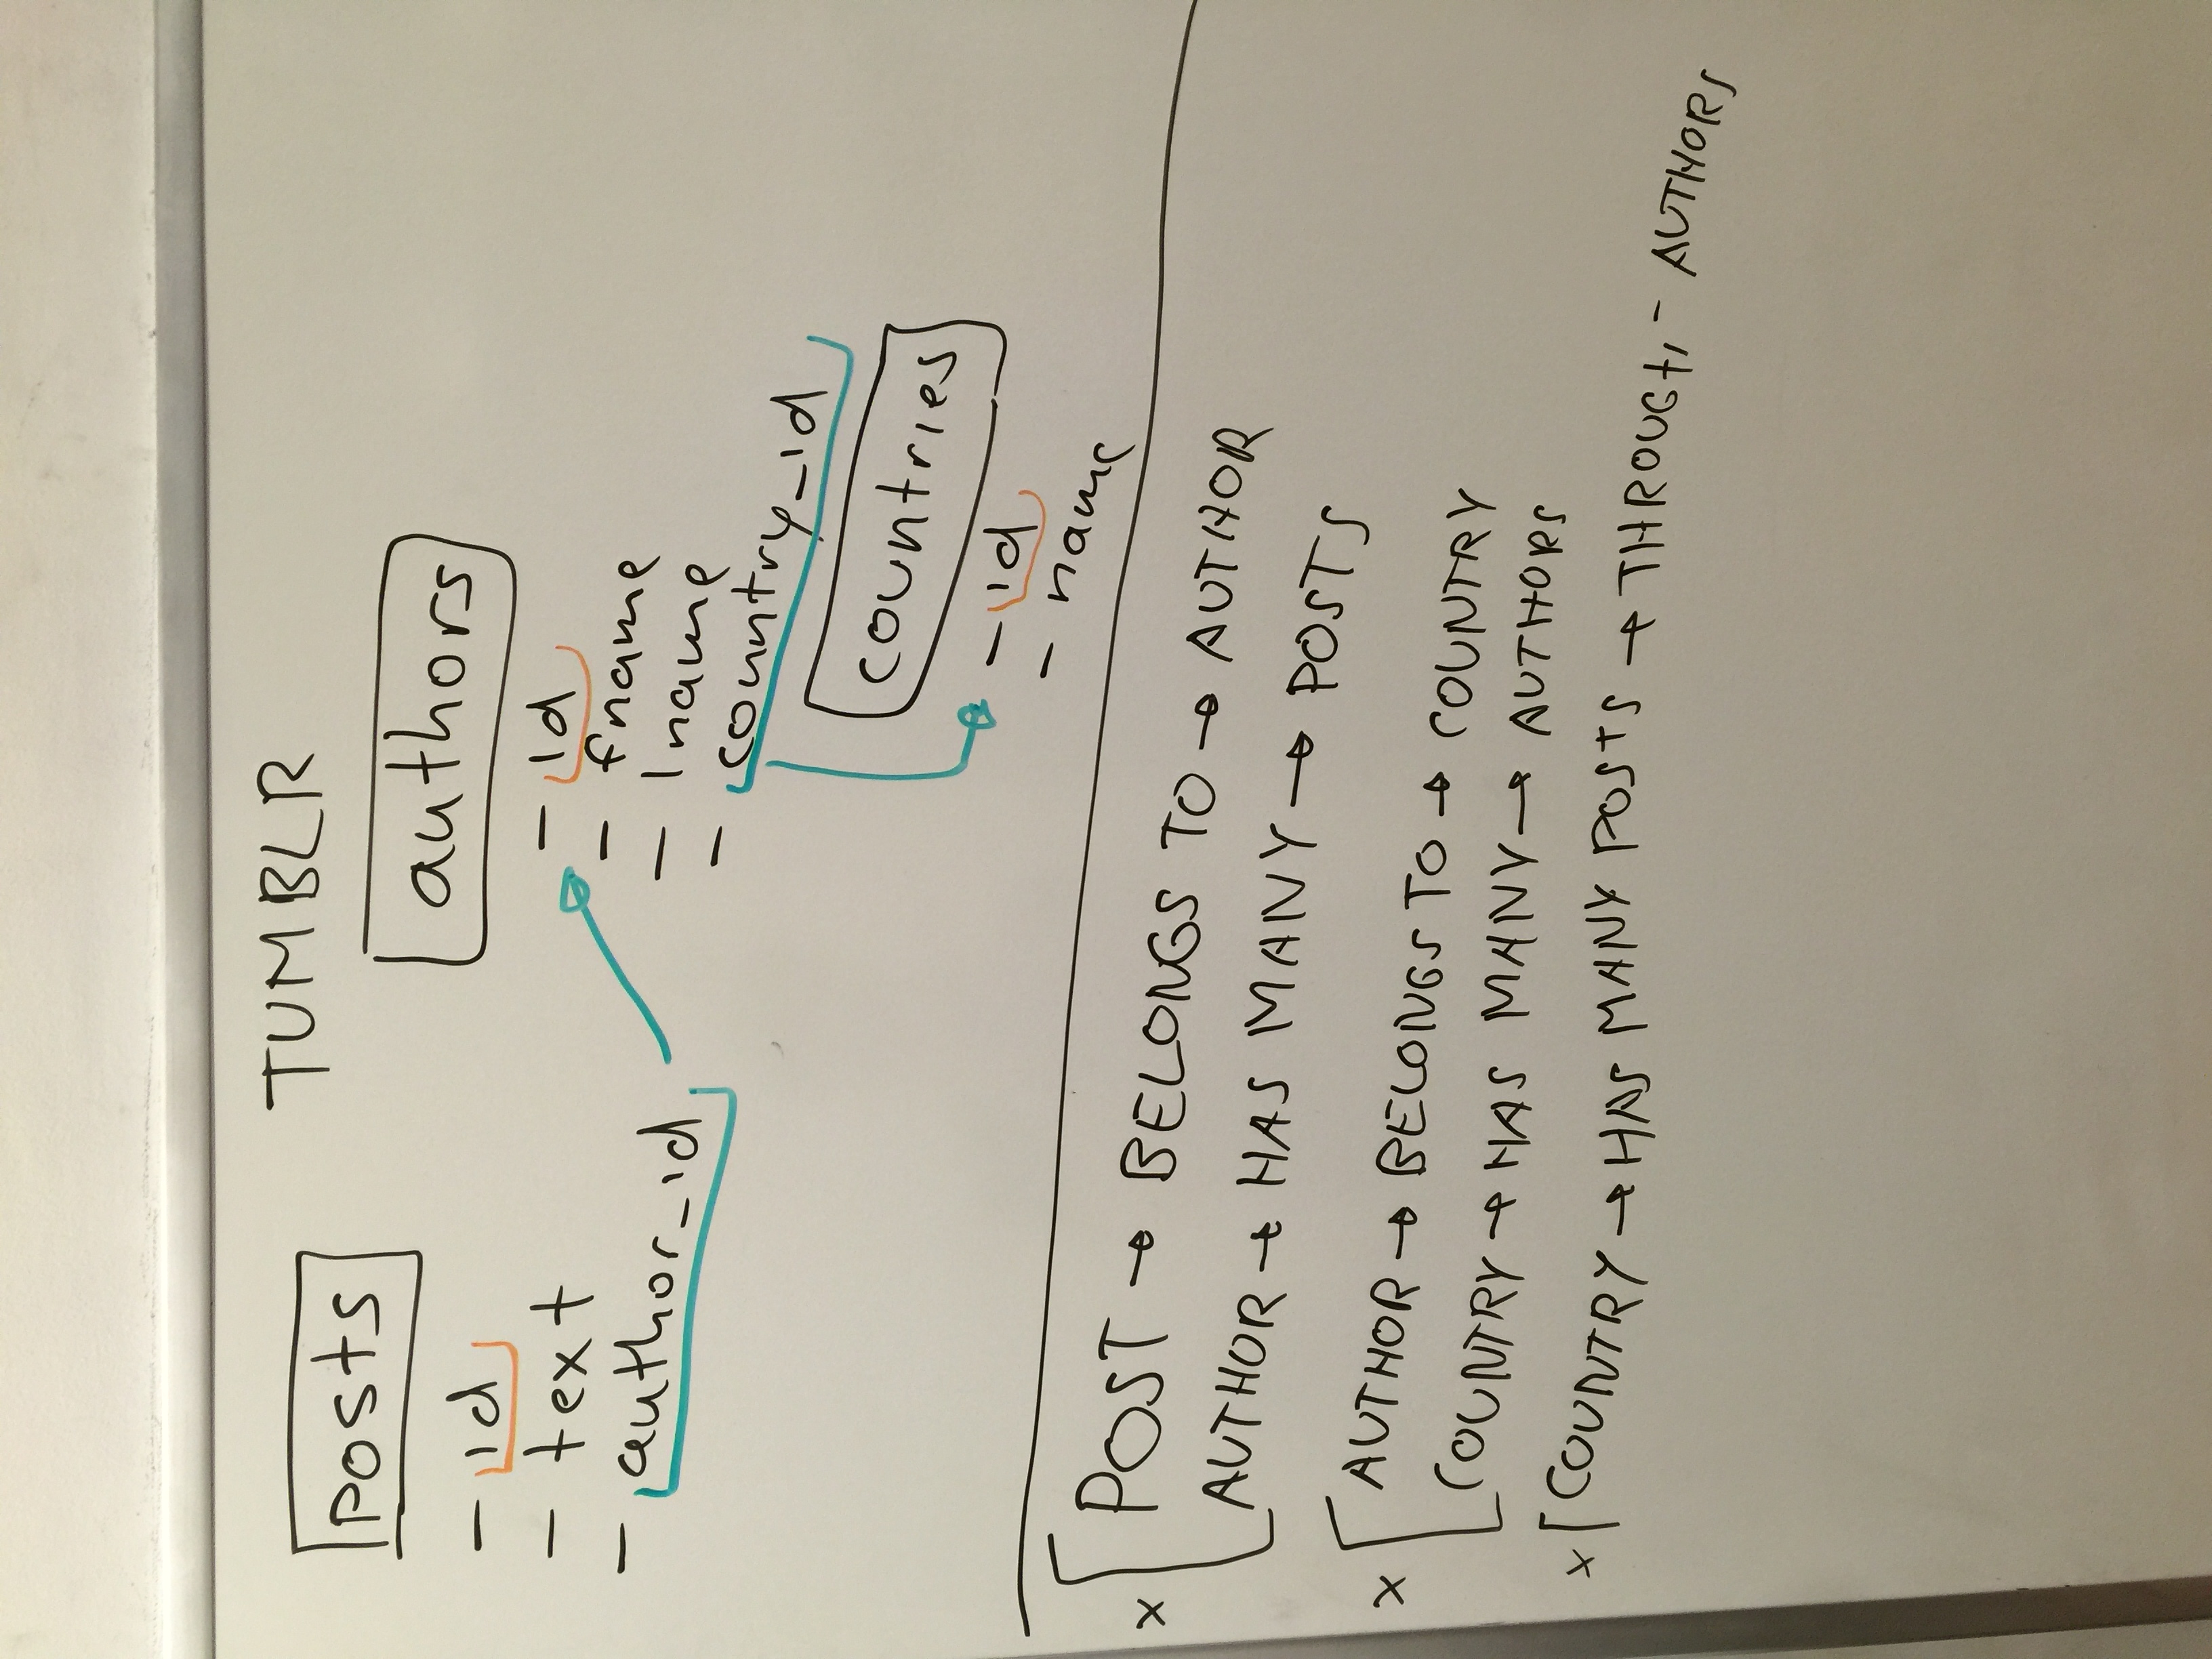 TUMBLR
posts
- id
- text
- author_id
authors
- id
- fname
- lname
- country_id
countries
- id
- name
x [ POST → BELONGS TO → AUTHOR
AUTHOR → HAS MANY → POSTS
x [ AUTHOR → BELONGS TO → COUNTRY
COUNTRY → HAS MANY → AUTHORS
x [ COUNTRY → HAS MANY POSTS → THROUGH - AUTHORS